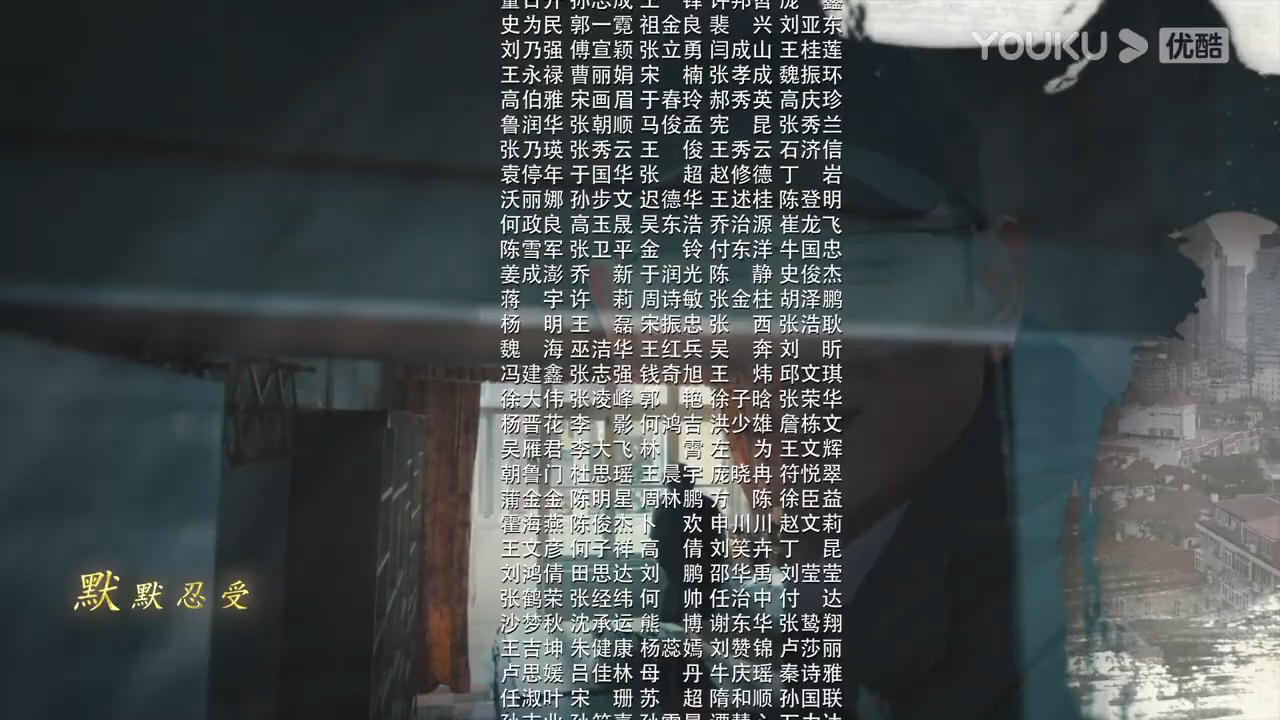 YOUKU 优酷
史为民 郭一霓 祖金良 裴 兴 刘亚东
刘乃强 傅宣颖 张立勇 闫成山 王桂莲
王永禄 曹丽娟 宋 楠 张孝成 魏振环
高伯雅 宋画眉 于春玲 郝秀英 高庆珍
鲁润华 张朝顺 马俊孟 宪 昆 张秀兰
张乃瑛 张秀云 王 俊 王秀云 石济信
袁停年 于国华 张 超 赵修德 丁 岩
沃丽娜 孙步文 迟德华 王述桂 陈登明
何政良 高玉晟 吴东浩 乔治源 崔龙飞
陈雪军 张卫平 金 铃 付东洋 牛国忠
姜成澎 乔 新 于润光 陈 静 史俊杰
蒋 宇 许 莉 周诗敏 张金柱 胡泽鹏
杨 明 王 磊 宋振忠 张 西 张浩耿
魏 海 巫洁华 王红兵 吴 奔 刘 昕
冯建鑫 张志强 钱奇旭 王 炜 邱文琪
徐大伟 张凌峰 郭 艳 徐子晗 张荣华
杨晋花 李 影 何鸿吉 洪少雄 詹栋文
吴雁君 李大飞 林 霄 左 为 王文辉
朝鲁门 杜思瑶 王晨宇 庞晓冉 符悦翠
蒲金金 陈明星 周林鹏 方 陈 徐臣益
霍海燕 陈俊杰 卜 欢 申川川 赵文莉
王文彦 何子祥 高 倩 刘笑卉 丁 昆
刘鸿倩 田思达 刘 鹏 邵华禹 刘莹莹
张鹤荣 张经纬 何 帅 任治中 付 达
沙梦秋 沈承运 熊 博 谢东华 张鸷翔
王吉坤 朱健康 杨蕊嫣 刘赞锦 卢莎丽
卢思媛 吕佳林 母 丹 牛庆瑶 秦诗雅
任淑叶 宋 珊 苏 超 隋和顺 孙国联
默默忍受